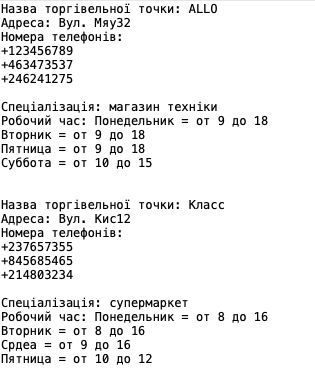 Назва торгівельної точки: ALLO
Адреса: Вул. Мяу32
Номера телефонів:
+123456789
+463473537
+246241275
Спеціалізація: магазин техніки
Робочий час: Понедельник = от 9 до 18
Вторник = от 9 до 18
Пятница = от 9 до 18
Суббота = от 10 до 15
Назва торгівельної точки: Класс
Адреса: Вул. Кис12
Номера телефонів:
+237657355
+845685465
+214803234
Спеціалізація: супермаркет
Робочий час: Понедельник = от 8 до 16
Вторник = от 8 до 16
Срдеа = от 9 до 16
Пятница = от 10 до 12